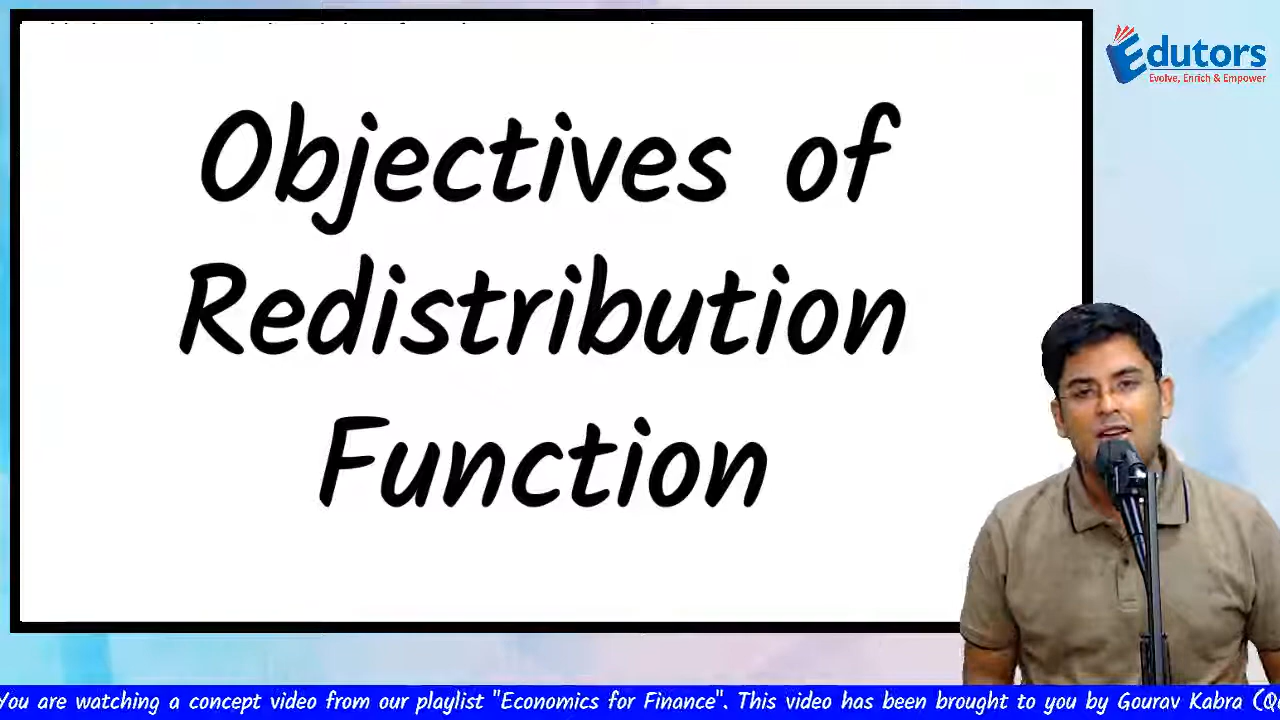 Edutors
Evolve, Enrich & Empower
Objectives of
Redistribution
Function
You are watching a concept video from our playlist "Economics for Finance". This video has been brought to you by Gourav Kabra